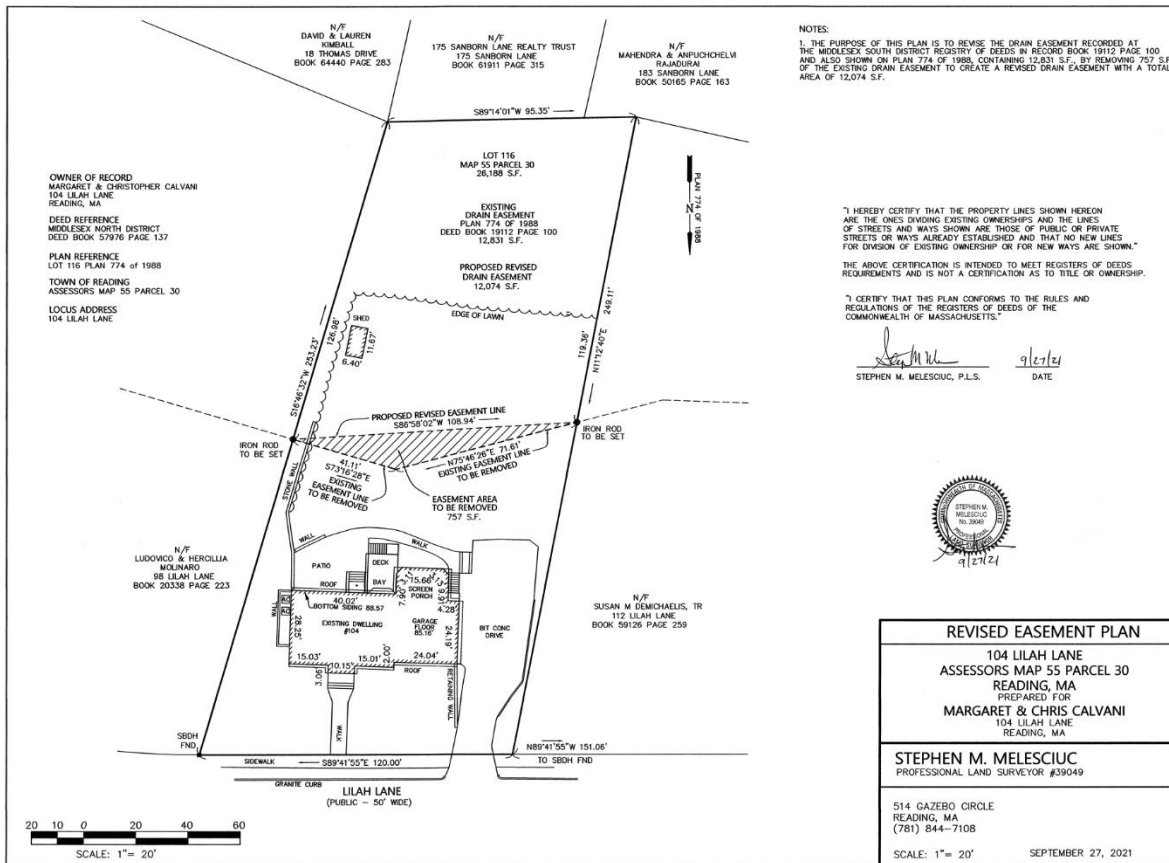 N/F
DAVID & LAUREN
KIMBALL
18 THOMAS DRIVE
BOOK 64440 PAGE 283
N/F
175 SANBORN LANE REALTY TRUST
175 SANBORN LANE
BOOK 61911 PAGE 315
N/F
MAHENDRA & ANPUCHCHELVI
RAJADURAI
183 SANBORN LANE
BOOK 50165 PAGE 163
NOTES:
1. THE PURPOSE OF THIS PLAN IS TO REVISE THE DRAIN EASEMENT RECORDED AT
THE MIDDLESEX SOUTH DISTRICT REGISTRY OF DEEDS IN RECORD BOOK 19112 PAGE 100
AND ALSO SHOWN ON PLAN 774 OF 1988, CONTAINING 12,831 S.F., BY REMOVING 757 S.F.
OF THE EXISTING DRAIN EASEMENT TO CREATE A REVISED DRAIN EASEMENT WITH A TOTAL
AREA OF 12,074 S.F.
S89°14'01"W 95.35'
OWNER OF RECORD
MARGARET & CHRISTOPHER CALVANI
104 LILAH LANE
READING, MA
DEED REFERENCE
MIDDLESEX NORTH DISTRICT
DEED BOOK 57976 PAGE 137
PLAN REFERENCE
LOT 116 PLAN 774 of 1988
TOWN OF READING
ASSESSORS MAP 55 PARCEL 30
LOCUS ADDRESS
104 LILAH LANE
LOT 116
MAP 55 PARCEL 30
26,188 S.F.
EXISTING
DRAIN EASEMENT
PLAN 774 OF 1988
DEED BOOK 19112 PAGE 100
12,831 S.F.
PROPOSED REVISED
DRAIN EASEMENT
12,074 S.F.
N
PLAN 774 OF 1988
"I HEREBY CERTIFY THAT THE PROPERTY LINES SHOWN HEREON
ARE THE ONES DIVIDING EXISTING OWNERSHIPS AND THE LINES
OF STREETS AND WAYS SHOWN ARE THOSE OF PUBLIC OR PRIVATE
STREETS OR WAYS ALREADY ESTABLISHED AND THAT NO NEW LINES
FOR DIVISION OF EXISTING OWNERSHIP OR FOR NEW WAYS ARE SHOWN."
THE ABOVE CERTIFICATION IS INTENDED TO MEET REGISTERS OF DEEDS
REQUIREMENTS AND IS NOT A CERTIFICATION AS TO TITLE OR OWNERSHIP.
"I CERTIFY THAT THIS PLAN CONFORMS TO THE RULES AND
REGULATIONS OF THE REGISTERS OF DEEDS OF THE
COMMONWEALTH OF MASSACHUSETTS."
9/27/21
STEPHEN M. MELESCIUC, P.L.S.
DATE
EDGE OF LAWN
SHED
11.67'
6.40'
126.98'
S16°46'32"W 253.23'
249.11'
119.36'
N11°12'40"E
PROPOSED REVISED EASEMENT LINE
S86°58'02"W 108.94'
IRON ROD
TO BE SET
IRON ROD
TO BE SET
41.11'
S73°16'28"E
EXISTING
EASEMENT LINE
TO BE REMOVED
N75°46'26"E 71.61'
EXISTING EASEMENT LINE
TO BE REMOVED
EASEMENT AREA
TO BE REMOVED
757 S.F.
STONE WALL
N/F
LUDOVICO & HERCILLIA
MOLINARO
98 LILAH LANE
BOOK 20338 PAGE 223
WALL
WALK
PATIO
DECK
BAY
ROOF
15.66'
SCREEN
PORCH
7.90'
9.91'
4.28'
40.02'
BOTTOM SIDING 88.57
WALL
AC
AC
28.25'
EXISTING DWELLING
#104
GARAGE
FLOOR
85.16'
24.19'
BIT CONC
DRIVE
15.03'
10.15'
15.01'
2.00'
24.04'
ROOF
3.06'
WALK
RETAINING WALL
N/F
SUSAN M DEMICHAELIS, TR
112 LILAH LANE
BOOK 59126 PAGE 259
COMMONWEALTH OF MASSACHUSETTS
STEPHEN M.
MELESCIUC
No. 39049
PROFESSIONAL
LAND SURVEYOR
9/27/21
SBDH
FND
N89°41'55"W 151.06'
TO SBDH FND
SIDEWALK
S89°41'55"E 120.00'
GRANITE CURB
LILAH LANE
(PUBLIC - 50' WIDE)
20 10 0 20 40 60
SCALE: 1"= 20'
REVISED EASEMENT PLAN
104 LILAH LANE
ASSESSORS MAP 55 PARCEL 30
READING, MA
PREPARED FOR
MARGARET & CHRIS CALVANI
104 LILAH LANE
READING, MA
STEPHEN M. MELESCIUC
PROFESSIONAL LAND SURVEYOR #39049
514 GAZEBO CIRCLE
READING, MA
(781) 844-7108
SCALE: 1"= 20'
SEPTEMBER 27, 2021